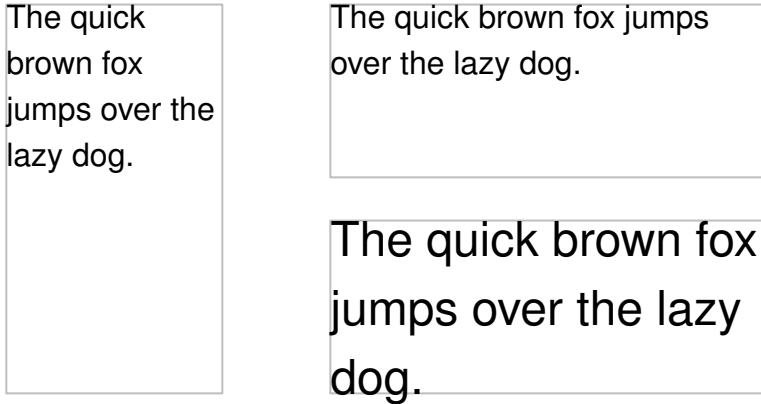 The quick
brown fox
jumps over the
lazy dog.
The quick brown fox jumps
over the lazy dog.
The quick brown fox
jumps over the lazy
dog.